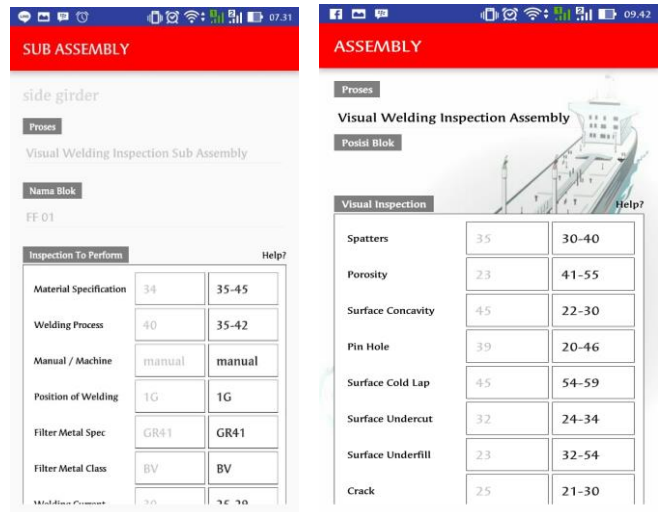 07.31
SUB ASSEMBLY
side girder
Proses
Visual Welding Inspection Sub Assembly
Nama Blok
FF 01
Inspection To Perform Help?
Material Specification 34 35-45
Welding Process 40 35-42
Manual / Machine manual manual
Position of Welding 1G 1G
Filter Metal Spec GR41 GR41
Filter Metal Class BV BV
Welding Current 30 25-29
09.42
ASSEMBLY
Proses
Visual Welding Inspection Assembly
Posisi Blok
Visual Inspection Help?
Spatters 35 30-40
Porosity 23 41-55
Surface Concavity 45 22-30
Pin Hole 39 20-46
Surface Cold Lap 45 54-59
Surface Undercut 32 24-34
Surface Underfill 23 32-54
Crack 25 21-30